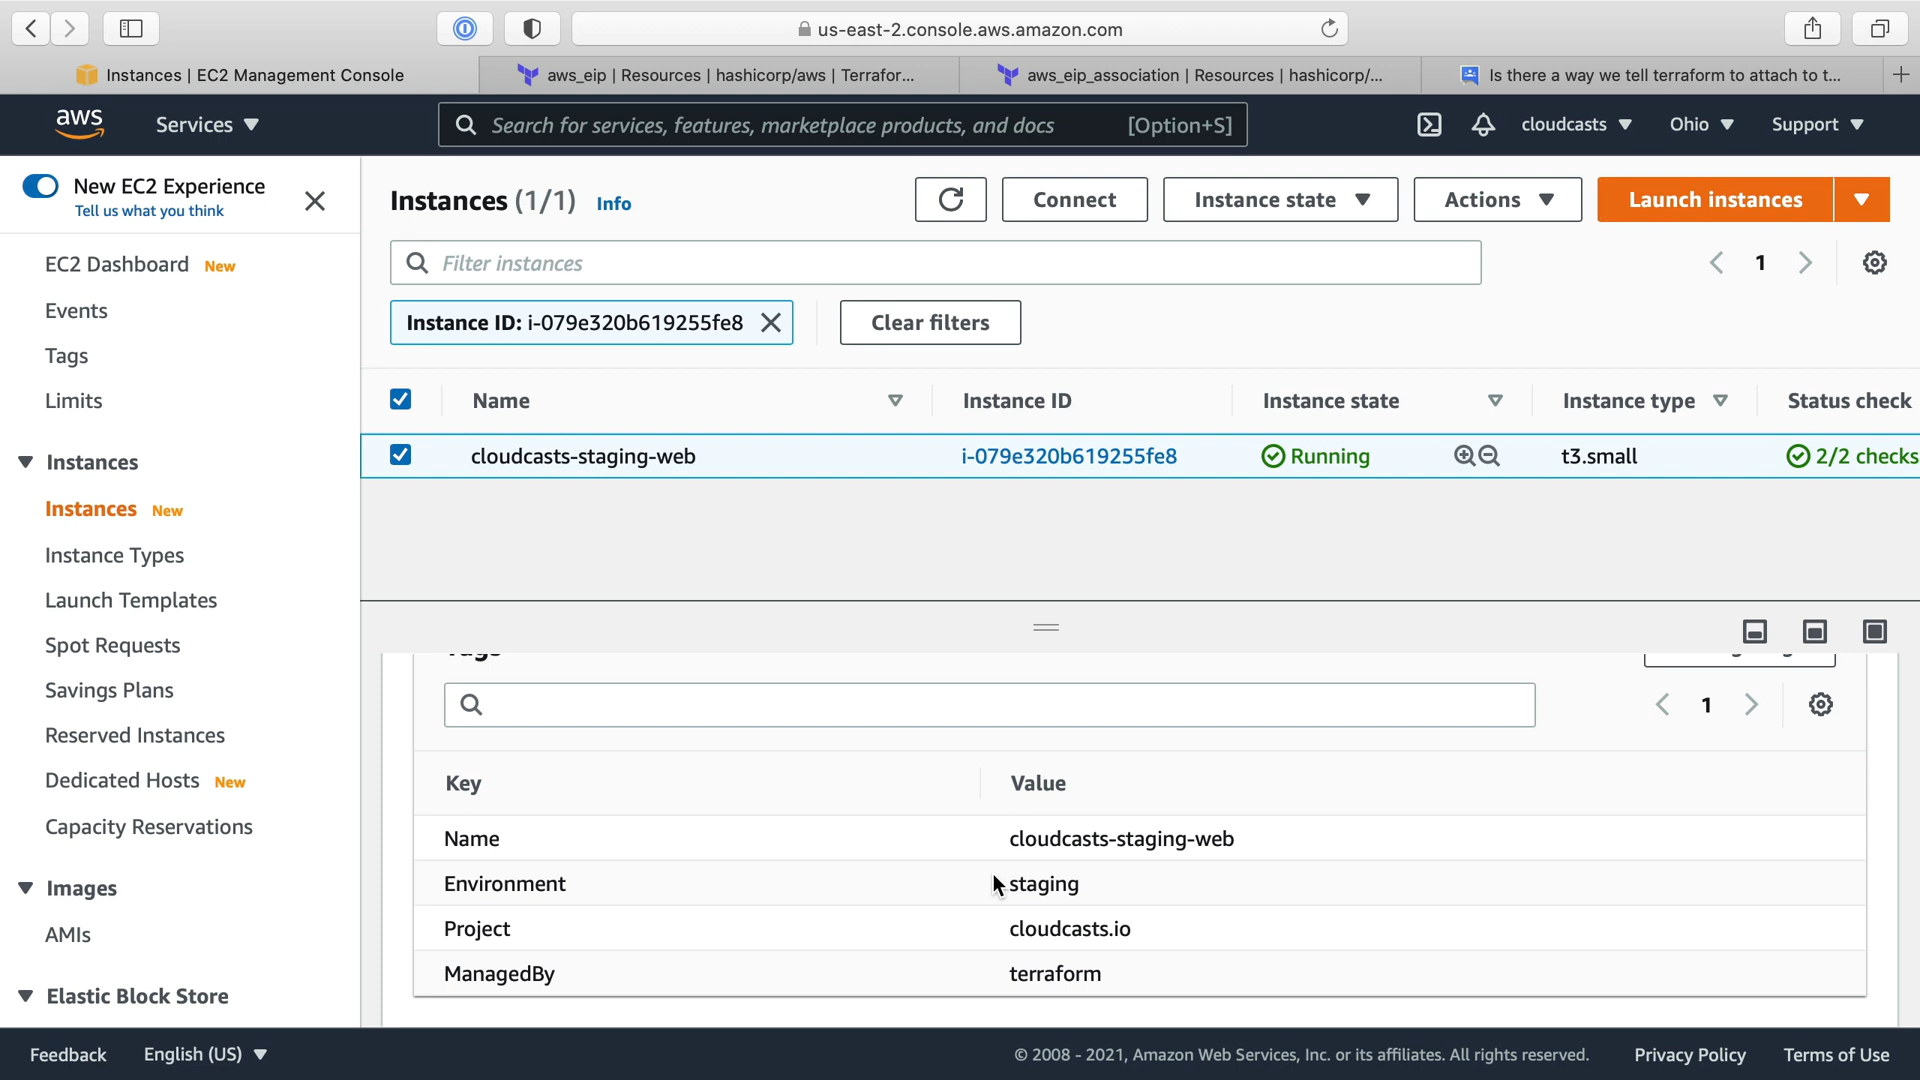 us-east-2.console.aws.amazon.com
Instances | EC2 Management Console
aws_eip | Resources | hashicorp/aws | Terrafor...
aws_eip_association | Resources | hashicorp/...
Is there a way we tell terraform to attach to t...
aws
Services
Search for services, features, marketplace products, and docs
[Option+S]
cloudcasts
Ohio
Support
New EC2 Experience
Tell us what you think
EC2 Dashboard New
Events
Tags
Limits
Instances
Instances New
Instance Types
Launch Templates
Spot Requests
Savings Plans
Reserved Instances
Dedicated Hosts New
Capacity Reservations
Images
AMIs
Elastic Block Store
Instances (1/1) Info
Connect
Instance state
Actions
Launch instances
Filter instances
1
Instance ID: i-079e320b619255fe8
Clear filters
Name
Instance ID
Instance state
Instance type
Status check
cloudcasts-staging-web
i-079e320b619255fe8
Running
t3.small
2/2 checks
Tags
1
Key
Value
Name
cloudcasts-staging-web
Environment
staging
Project
cloudcasts.io
ManagedBy
terraform
Feedback
English (US)
© 2008 - 2021, Amazon Web Services, Inc. or its affiliates. All rights reserved.
Privacy Policy
Terms of Use